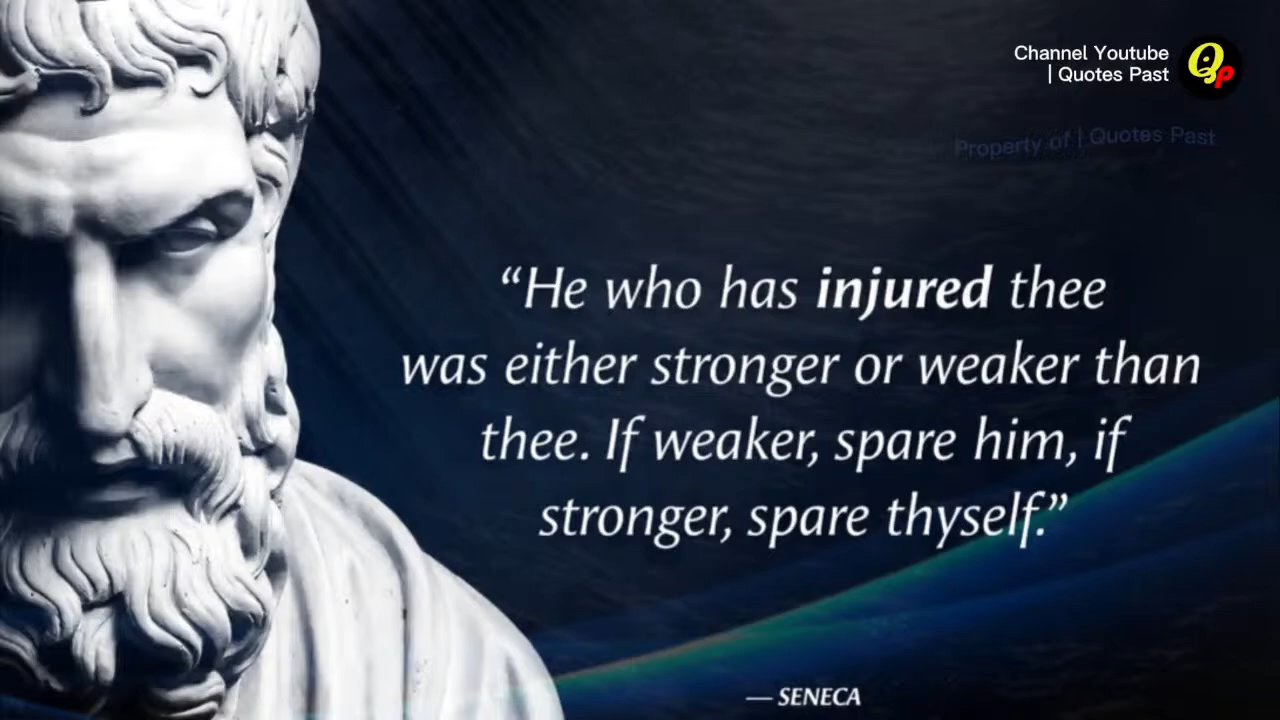 Channel Youtube
| Quotes Past
Property of | Quotes Past
“He who has injured thee
was either stronger or weaker than
thee. If weaker, spare him, if
stronger, spare thyself.”
— SENECA